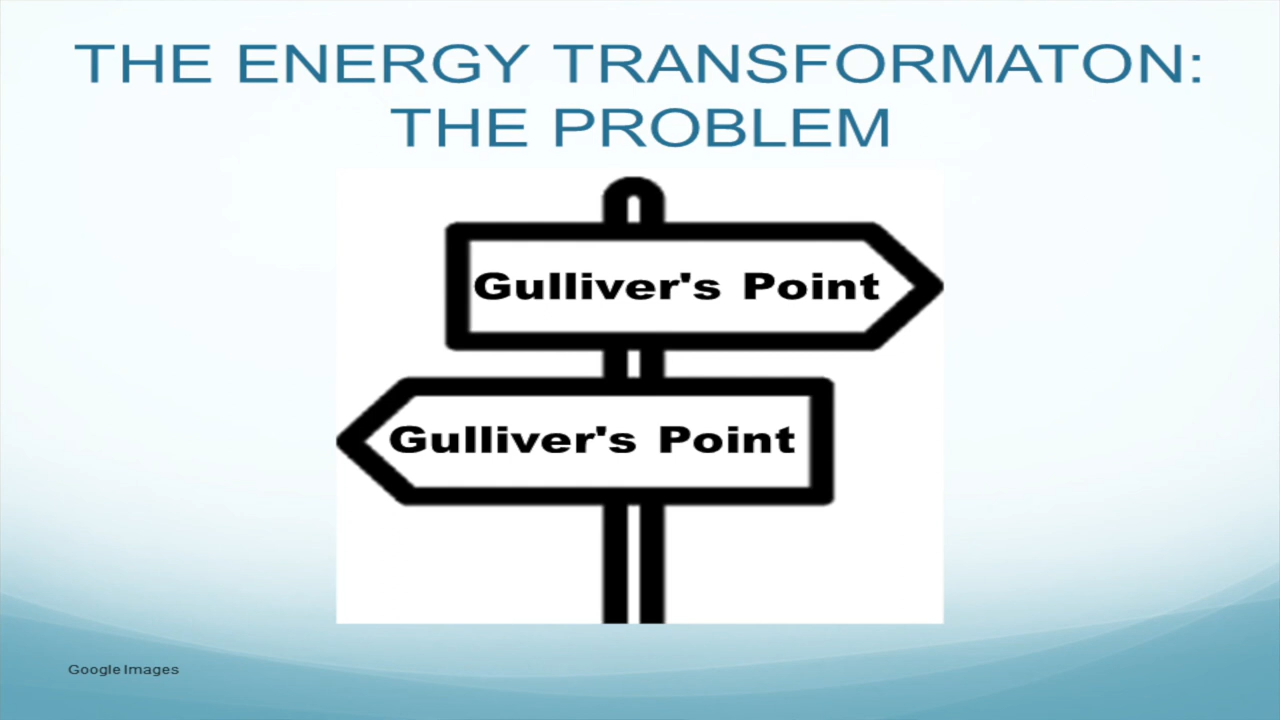 THE ENERGY TRANSFORMATON:
THE PROBLEM
Gulliver's Point
Gulliver's Point
Google Images